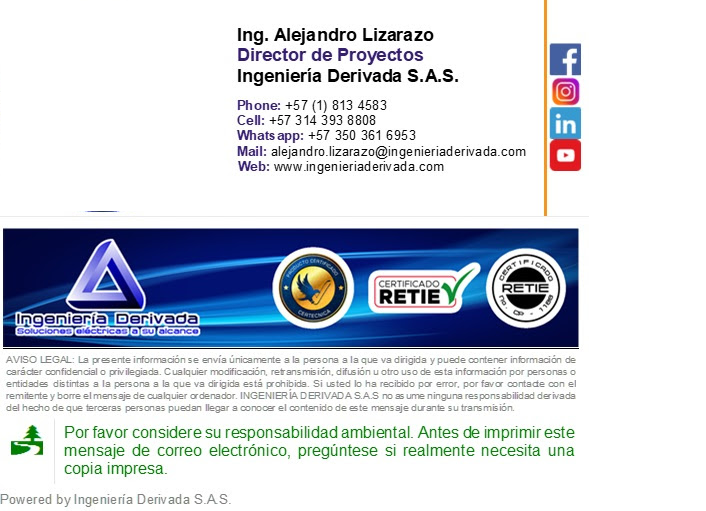 Ing. Alejandro Lizarazo
Director de Proyectos
Ingeniería Derivada S.A.S.
Phone: +57 (1) 813 4583
Cell: +57 314 393 8808
Whatsapp: +57 350 361 6953
Mail: alejandro.lizarazo@ingenieriaderivada.com
Web: www.ingenieriaderivada.com
Ingeniería Derivada
Soluciones eléctricas a su alcance
PRODUCTO CERTIFICADO
CERTECNICA
CERTIFICADO
RETIE
CERTIFICADO
RETIE
AVISO LEGAL: La presente información se envía únicamente a la persona a la que va dirigida y puede contener información de
carácter confidencial o privilegiada. Cualquier modificación, retransmisión, difusión u otro uso de esta información por personas o
entidades distintas a la persona a la que va dirigida está prohibida. Si usted lo ha recibido por error, por favor contacte con el
remitente y borre el mensaje de cualquier ordenador. INGENIERÍA DERIVADA S.A.S no asume ninguna responsabilidad derivada
del hecho de que terceras personas puedan llegar a conocer el contenido de este mensaje durante su transmisión.
Por favor considere su responsabilidad ambiental. Antes de imprimir este
mensaje de correo electrónico, pregúntese si realmente necesita una
copia impresa.
Powered by Ingeniería Derivada S.A.S.